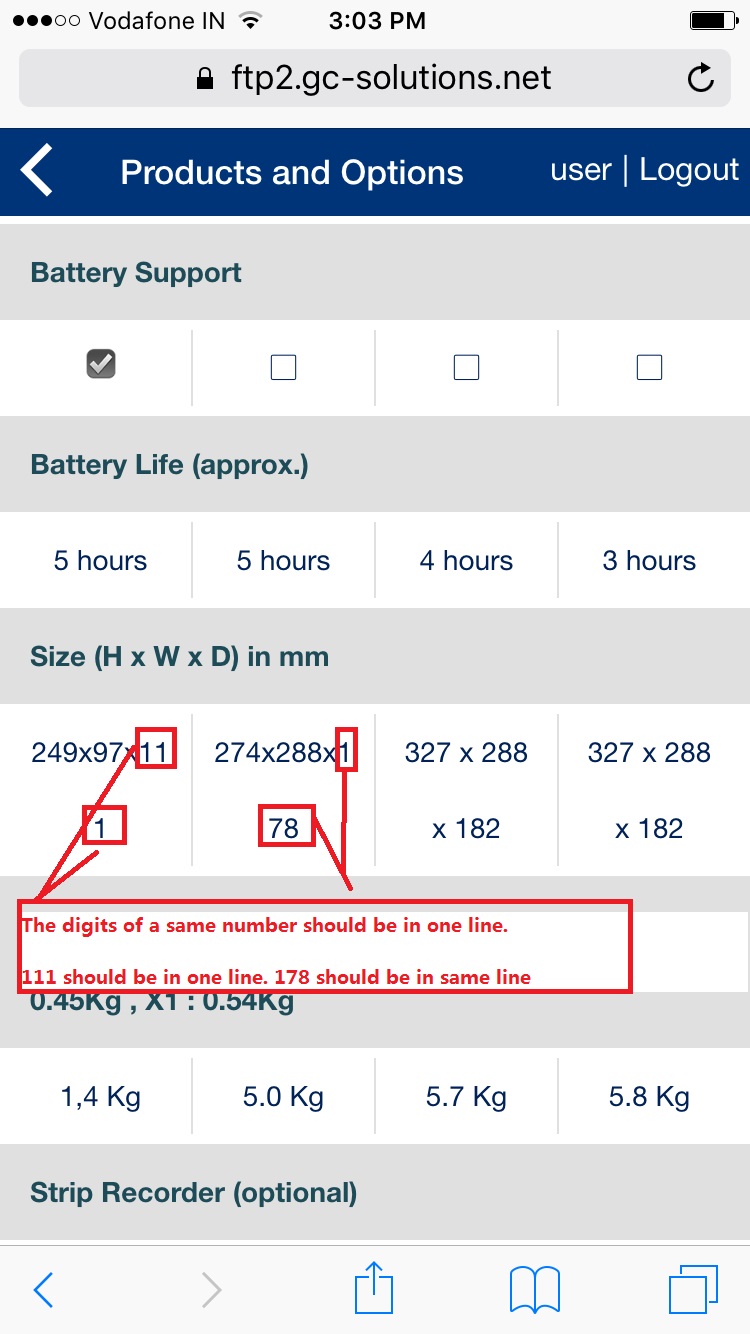 Vodafone IN 3:03 PM
ftp2.gc-solutions.net
Products and Options user | Logout
Battery Support
Battery Life (approx.)
5 hours 5 hours 4 hours 3 hours
Size (H x W x D) in mm
249x97x11 274x288x1 327 x 288 327 x 288
1 78 x 182 x 182
The digits of a same number should be in one line.
111 should be in one line. 178 should be in same line
0.45Kg , X1 : 0.54Kg
1,4 Kg 5.0 Kg 5.7 Kg 5.8 Kg
Strip Recorder (optional)